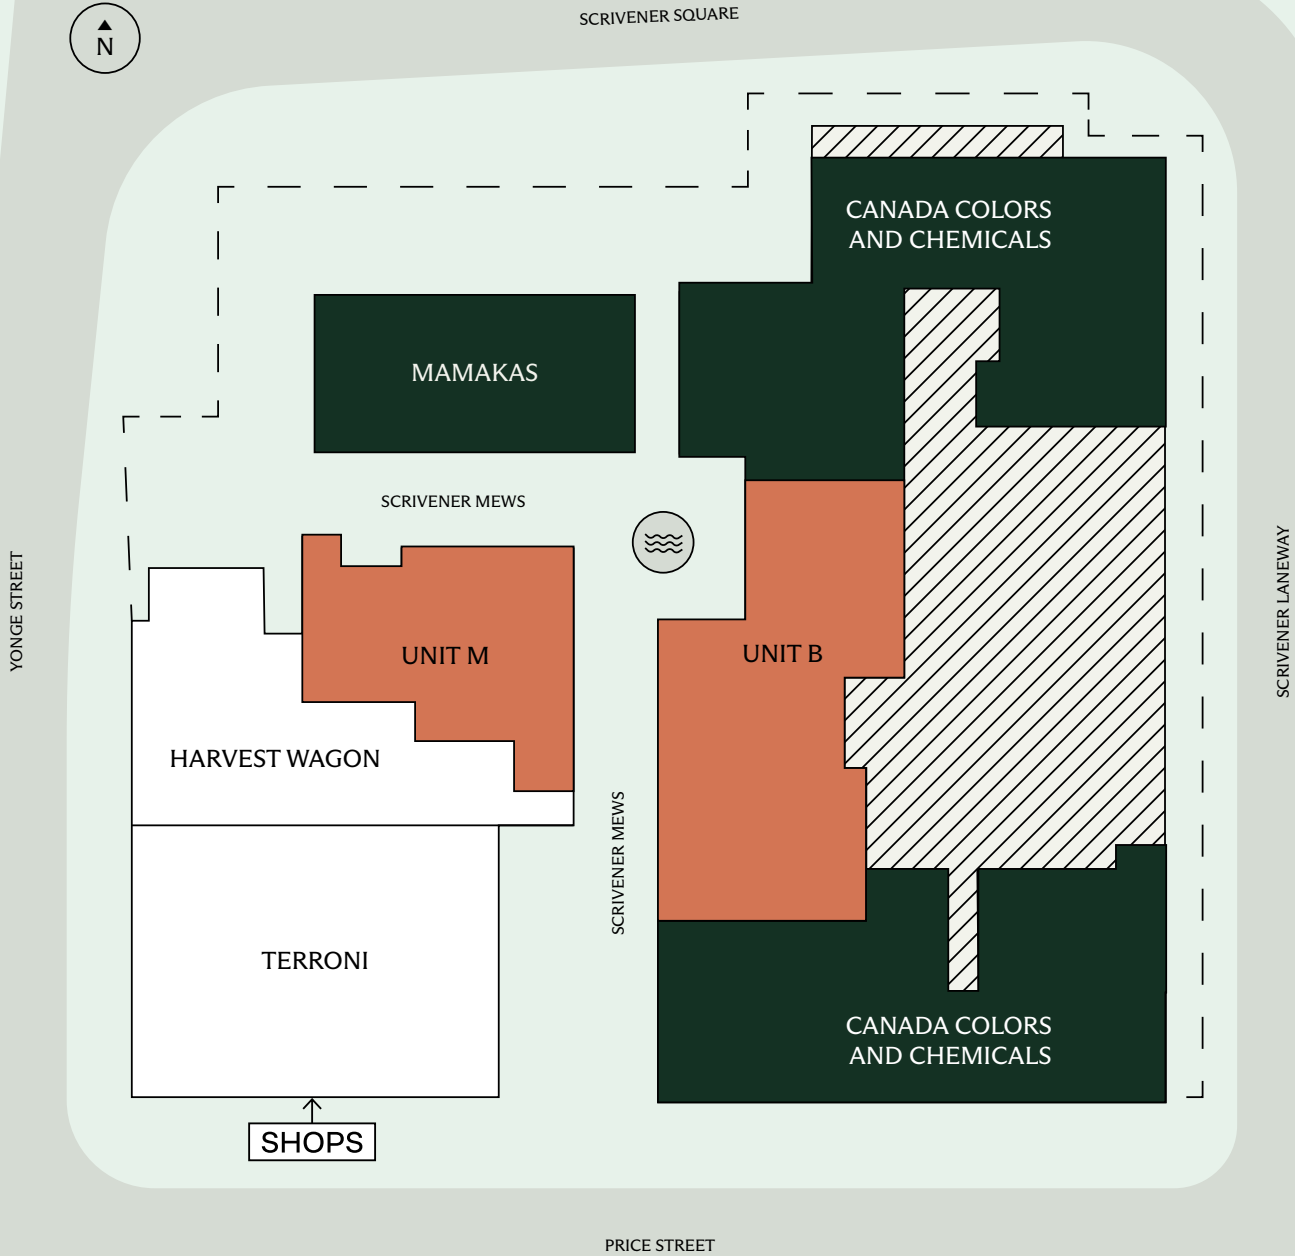 SCRIVENER SQUARE
N
CANADA COLORS
AND CHEMICALS
MAMAKAS
SCRIVENER MEWS
YONGE STREET
SCRIVENER LANEWAY
UNIT M
UNIT B
HARVEST WAGON
SCRIVENER MEWS
TERRONI
CANADA COLORS
AND CHEMICALS
SHOPS
PRICE STREET